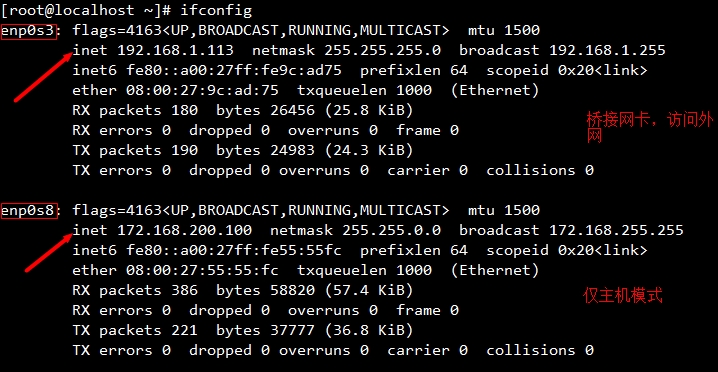 [root@localhost ~]# ifconfig
enp0s3: flags=4163<UP,BROADCAST,RUNNING,MULTICAST>  mtu 1500
inet 192.168.1.113  netmask 255.255.255.0  broadcast 192.168.1.255
inet6 fe80::a00:27ff:fe9c:ad75  prefixlen 64  scopeid 0x20<link>
ether 08:00:27:9c:ad:75  txqueuelen 1000  (Ethernet)
RX packets 180  bytes 26456 (25.8 KiB)
RX errors 0  dropped 0  overruns 0  frame 0
TX packets 190  bytes 24983 (24.3 KiB)
TX errors 0  dropped 0 overruns 0  carrier 0  collisions 0
桥接网卡，访问外
网
enp0s8: flags=4163<UP,BROADCAST,RUNNING,MULTICAST>  mtu 1500
inet 172.168.200.100  netmask 255.255.0.0  broadcast 172.168.255.255
inet6 fe80::a00:27ff:fe55:55fc  prefixlen 64  scopeid 0x20<link>
ether 08:00:27:55:55:fc  txqueuelen 1000  (Ethernet)
RX packets 386  bytes 58820 (57.4 KiB)
RX errors 0  dropped 0  overruns 0  frame 0
TX packets 221  bytes 37777 (36.8 KiB)
TX errors 0  dropped 0 overruns 0  carrier 0  collisions 0
仅主机模式